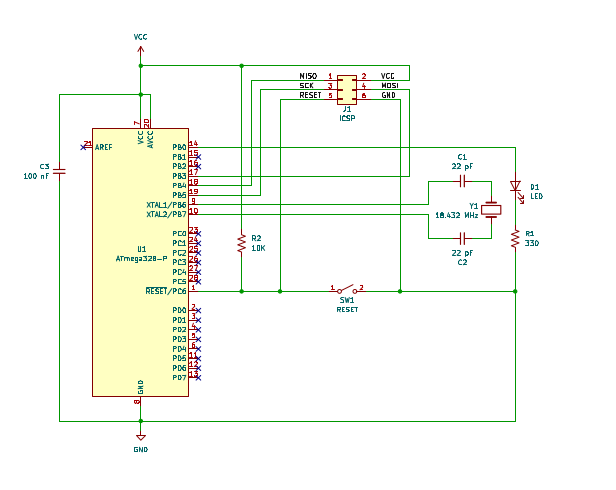 VCC
MISO 1 2 VCC
SCK 3 4 MOSI
RESET 5 6 GND
J1
ICSP
7 20
VCC AVCC
21 AREF PB0 14
PB1 15
PB2 16
PB3 17
PB4 18
PB5 19
XTAL1/PB6 9
XTAL2/PB7 10
C3
100 nF
C1
22 pF
Y1
18.432 MHz
22 pF
C2
D1
LED
R1
330
PC0 23
PC1 24
PC2 25
PC3 26
PC4 27
PC5 28
RESET/PC6 1
U1
ATmega328-P
R2
10K
1 2
SW1
RESET
PD0 2
PD1 3
PD2 4
PD3 5
PD4 6
PD5 11
PD6 12
PD7 13
GND
8
GND